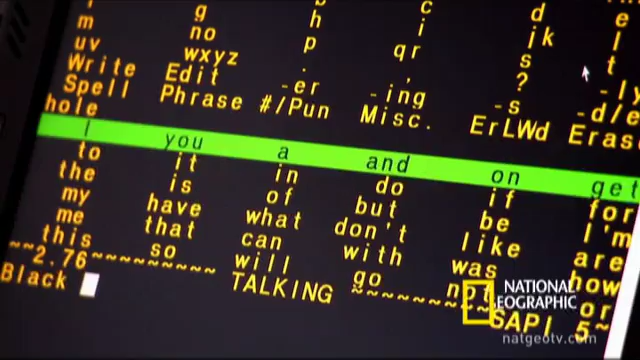 l g h i d e
m no p qr jk l
uv wxyz . , s t
Write Edit -er -ing ? -ly
Spell Phrase #/Pun Misc. -s -d/e
hole ErLWd Eras
I you a and on get
to it in do if for
the is of but be I'm
my have what don't like are
me that can with was how
this so will go not or
~~2.76~~~~~~~~~ TALKING ~~~~~~~~~ SAPI 5~
Black
NATIONAL
GEOGRAPHIC
natgeotv.com